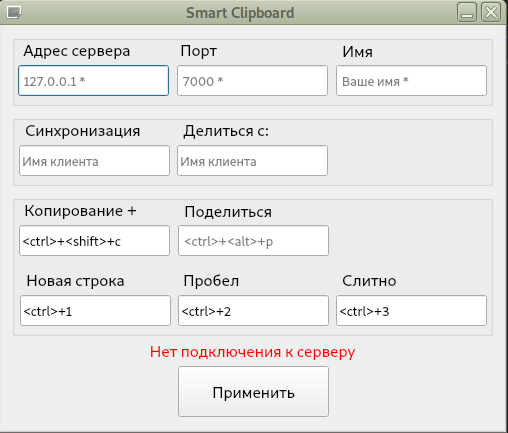 Smart Clipboard
Адрес сервера Порт Имя
127.0.0.1 * 7000 * Ваше имя *
Синхронизация Делиться с:
Имя клиента Имя клиента
Копирование + Поделиться
<ctrl>+<shift>+c <ctrl>+<alt>+p
Новая строка Пробел Слитно
<ctrl>+1 <ctrl>+2 <ctrl>+3
Нет подключения к серверу
Применить